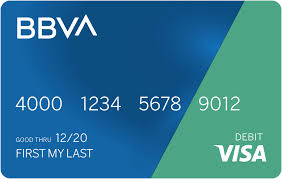 BBVA
4000 1234 5678 9012
GOOD THRU 12/20
DEBIT
FIRST MY LAST
VISA